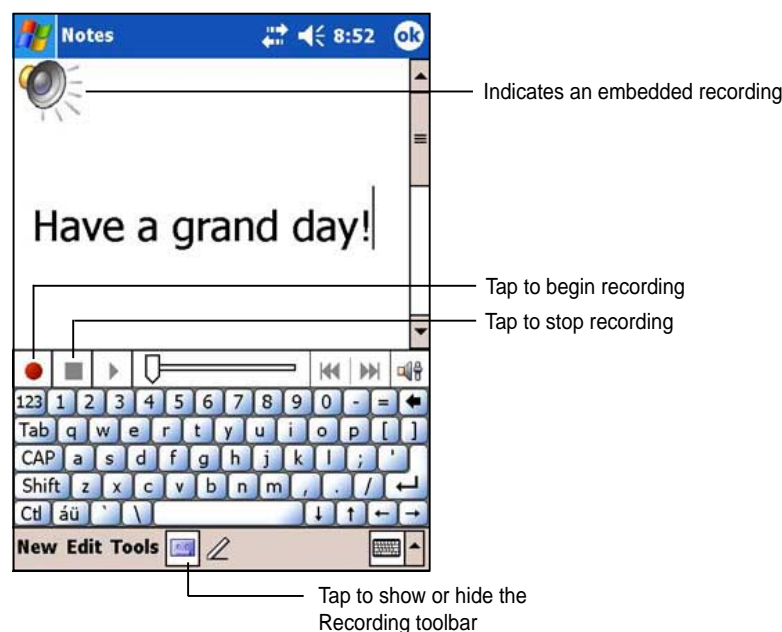 Notes 8:52 ok
Indicates an embedded recording
Have a grand day!
Tap to begin recording
Tap to stop recording
123 1 2 3 4 5 6 7 8 9 0 - =
Tab q w e r t y u i o p [ ]
CAP a s d f g h j k l ; '
Shift z x c v b n m , . /
Ctl áü ` \
New Edit Tools
Tap to show or hide the
Recording toolbar